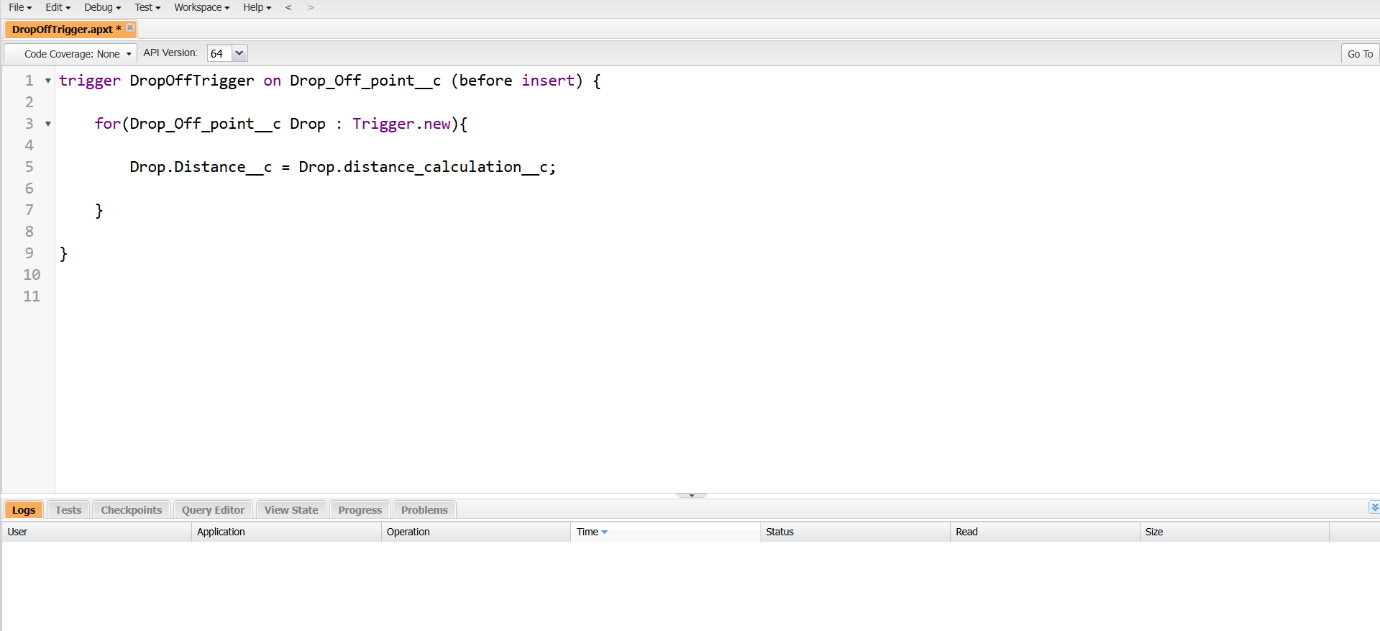 File Edit Debug Test Workspace Help < >
DropOffTrigger.apxt *
Code Coverage: None API Version: 64 Go To
1 trigger DropOffTrigger on Drop_Off_point__c (before insert) {
2
3 for(Drop_Off_point__c Drop : Trigger.new){
4
5 Drop.Distance__c = Drop.distance_calculation__c;
6
7 }
8
9 }
10
11
Logs Tests Checkpoints Query Editor View State Progress Problems
User Application Operation Time Status Read Size